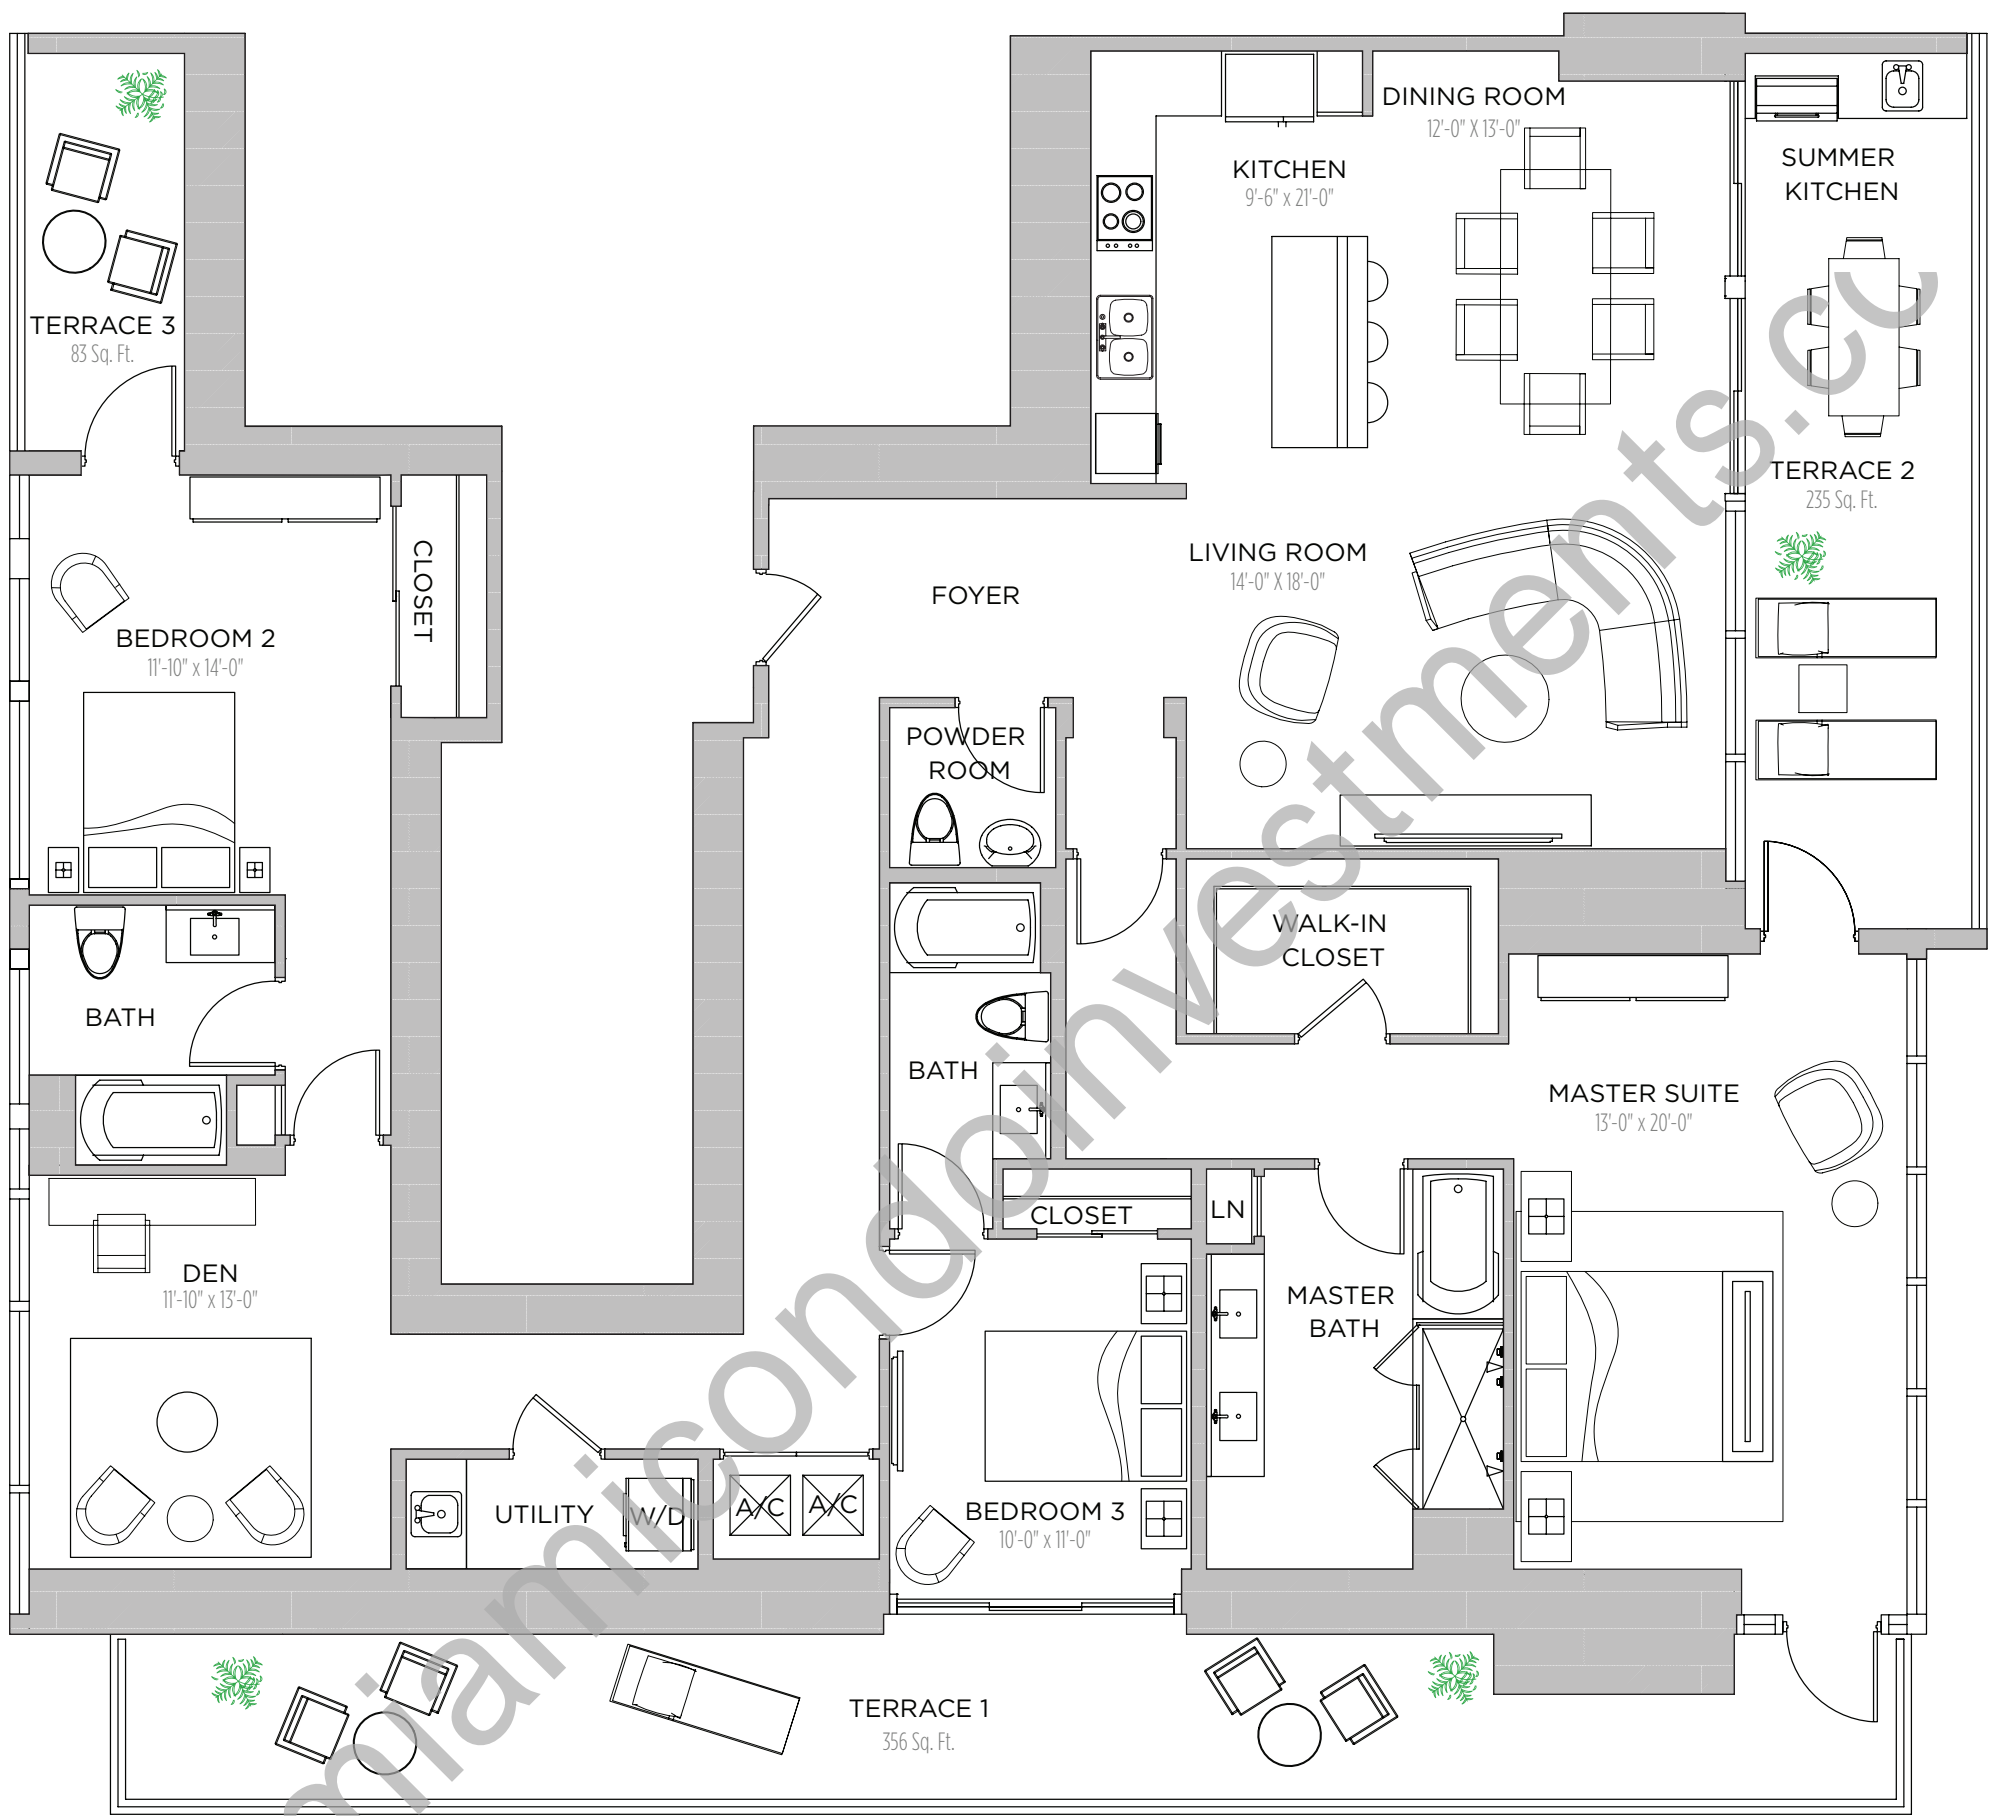 DINING ROOM
12'-0" X 13'-0"
KITCHEN
9'-6" x 21'-0"
SUMMER
KITCHEN
TERRACE 3
83 Sq. Ft.
TERRACE 2
235 Sq. Ft.
LIVING ROOM
14'-0" X 18'-0"
FOYER
CLOSET
BEDROOM 2
11'-10" x 14'-0"
POWDER
ROOM
WALK-IN
CLOSET
BATH
BATH
MASTER SUITE
13'-0" x 20'-0"
CLOSET
LN
DEN
11'-10" x 13'-0"
MASTER
BATH
UTILITY
W/D
A/C
A/C
BEDROOM 3
10'-0" x 11'-0"
TERRACE 1
356 Sq. Ft.
miamicondoinvestments.co